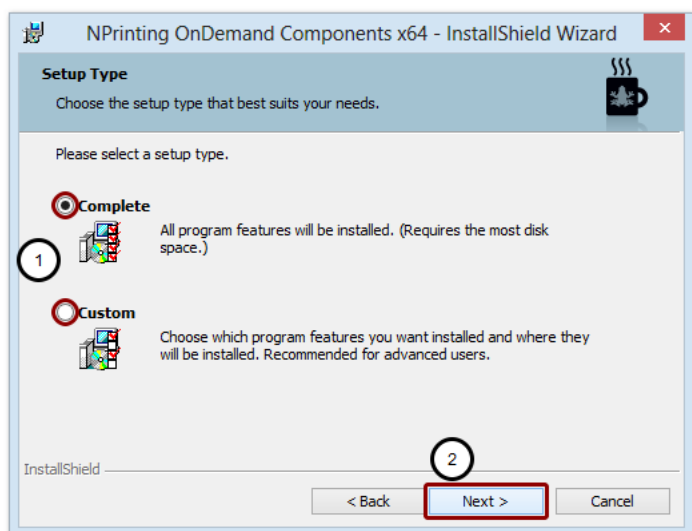 NPrinting OnDemand Components x64 - InstallShield Wizard
Setup Type
Choose the setup type that best suits your needs.
Please select a setup type.
Complete
All program features will be installed. (Requires the most disk
space.)
1
Custom
Choose which program features you want installed and where they
will be installed. Recommended for advanced users.
2
InstallShield
< Back Next > Cancel